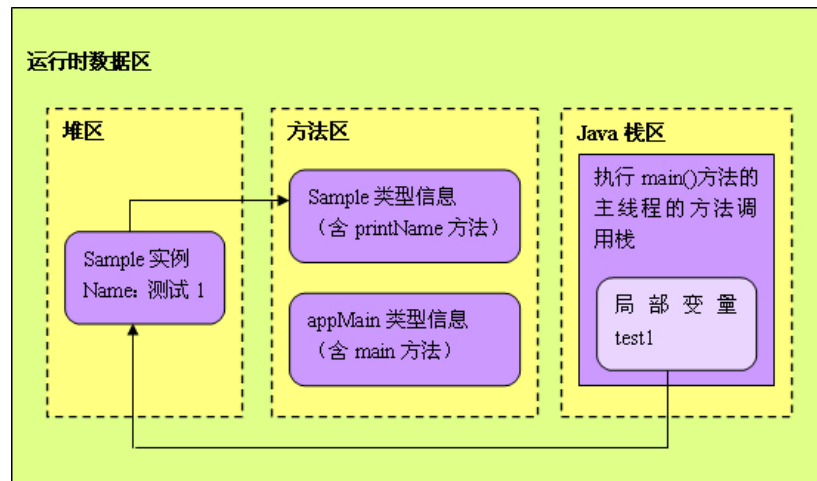 运行时数据区
堆区
Sample 实例
Name: 测试 1
方法区
Sample 类型信息
（含 printName 方法）
appMain 类型信息
（含 main 方法）
Java 栈区
执行 main()方法的
主线程的方法调
用栈
局部变量
test1